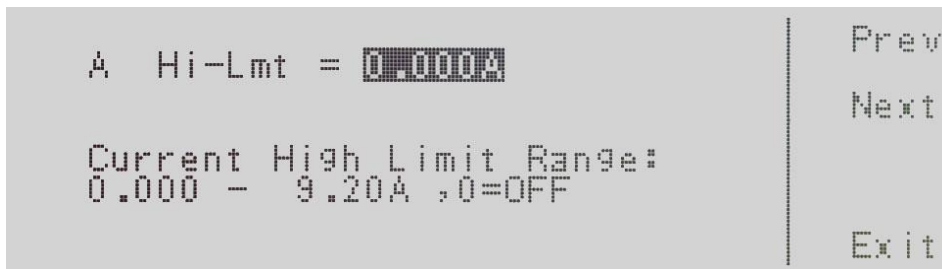 A Hi-Lmt = 0.000A
Current High Limit Range:
0.000 - 9.20A ,0=OFF
Prev
Next
Exit